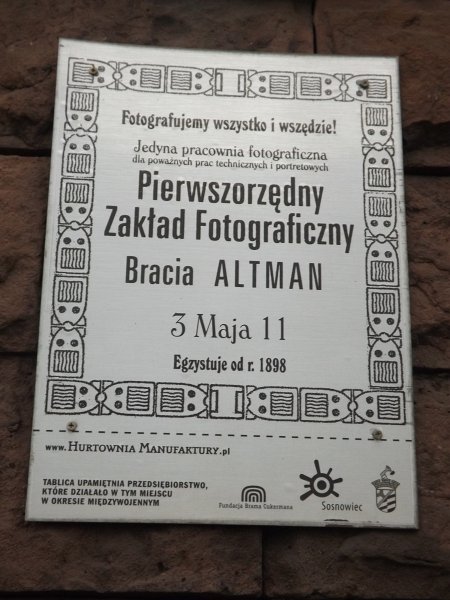 Fotografujemy wszystko i wszędzie!
Jedyna pracownia fotograficzna
dla poważnych prac technicznych i portretowych
Pierwszorzędny
Zakład Fotograficzny
Bracia ALTMAN
3 Maja 11
Egzystuje od r. 1898
www. HURTOWNIA MANUFAKTURY.pl
TABLICA UPAMIĘTNIA PRZEDSIĘBIORSTWO,
KTÓRE DZIAŁAŁO W TYM MIEJSCU
W OKRESIE MIĘDZYWOJENNYM
Fundacja Brama Cukermana
Sosnowiec